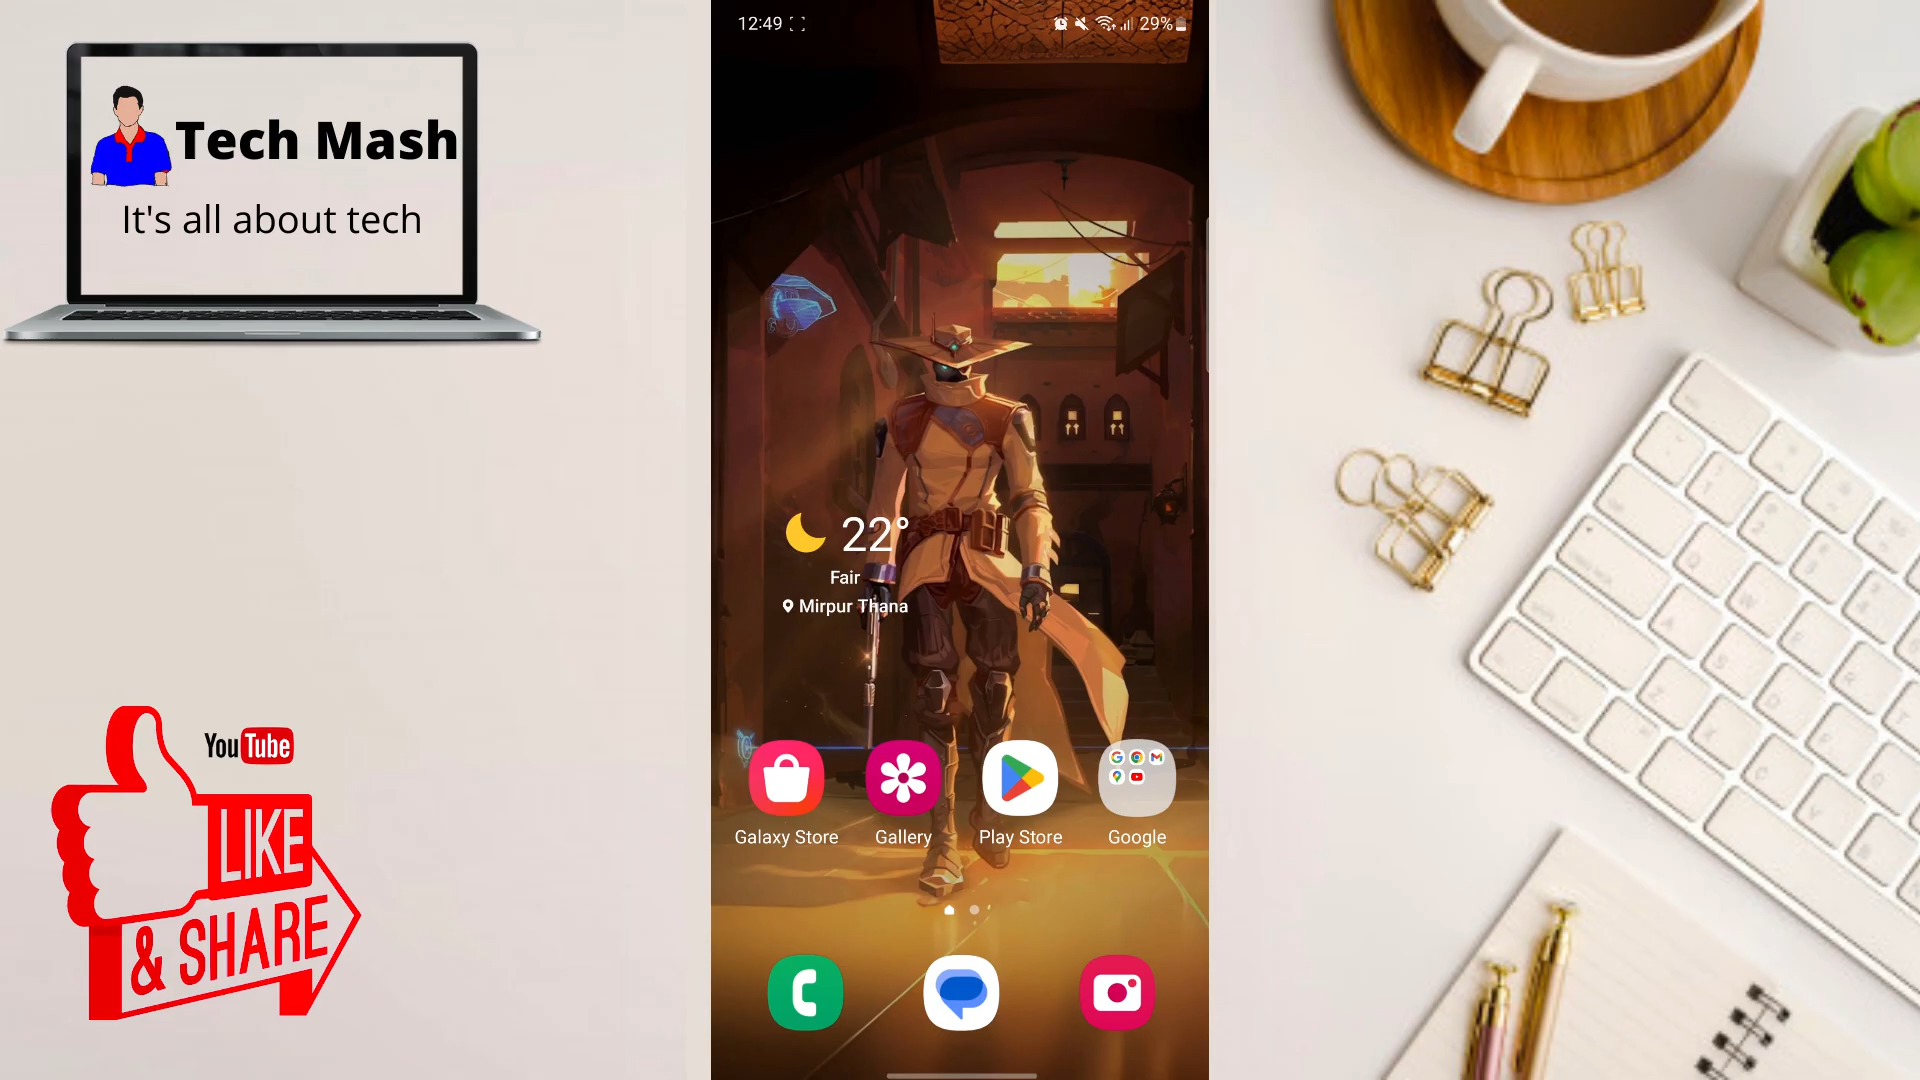 Tech Mash
It's all about tech
YouTube
LIKE
& SHARE
12:49
29%
22°
Fair
Mirpur Thana
Galaxy Store
Gallery
Play Store
Google